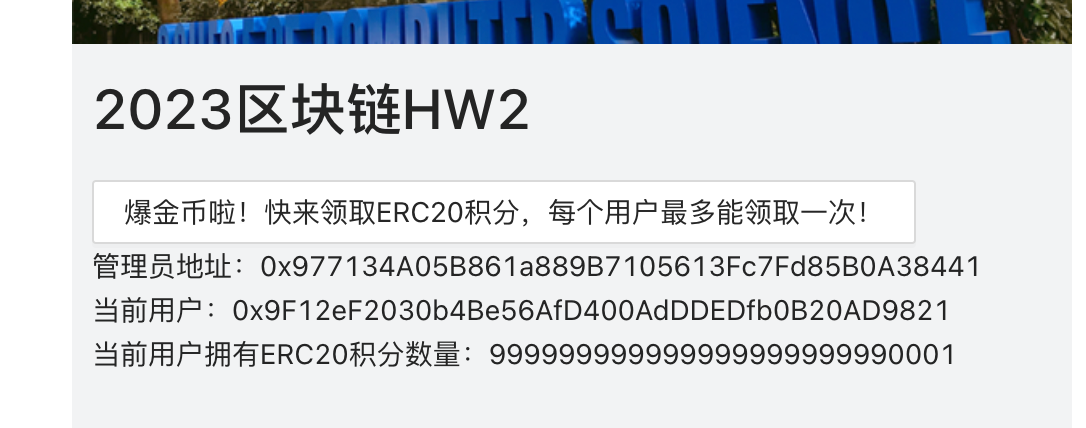 COMPUTER SCIENCE
2023区块链HW2
爆金币啦！快来领取ERC20积分，每个用户最多能领取一次！
管理员地址：0x977134A05B861a889B7105613Fc7Fd85B0A38441
当前用户：0x9F12eF2030b4Be56AfD400AdDDEDfb0B20AD9821
当前用户拥有ERC20积分数量：999999999999999999999990001